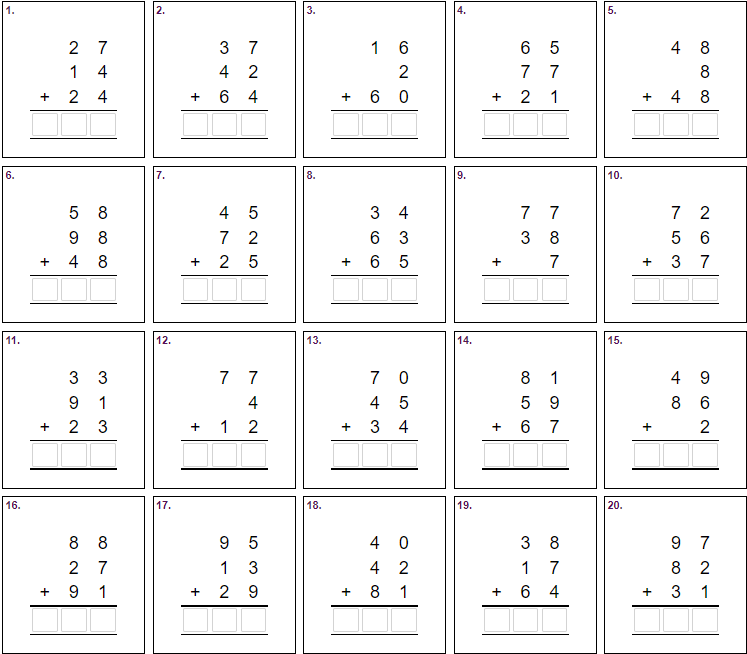 1. 2. 3. 4. 5.
2 7 3 7 1 6 6 5 4 8
1 4 4 2 2 7 7 8
+ 2 4 + 6 4 + 6 0 + 2 1 + 4 8
6. 7. 8. 9. 10.
5 8 4 5 3 4 7 7 7 2
9 8 7 2 6 3 3 8 5 6
+ 4 8 + 2 5 + 6 5 + 7 + 3 7
11. 12. 13. 14. 15.
3 3 7 7 7 0 8 1 4 9
9 1 4 4 5 5 9 8 6
+ 2 3 + 1 2 + 3 4 + 6 7 + 2
16. 17. 18. 19. 20.
8 8 9 5 4 0 3 8 9 7
2 7 1 3 4 2 1 7 8 2
+ 9 1 + 2 9 + 8 1 + 6 4 + 3 1